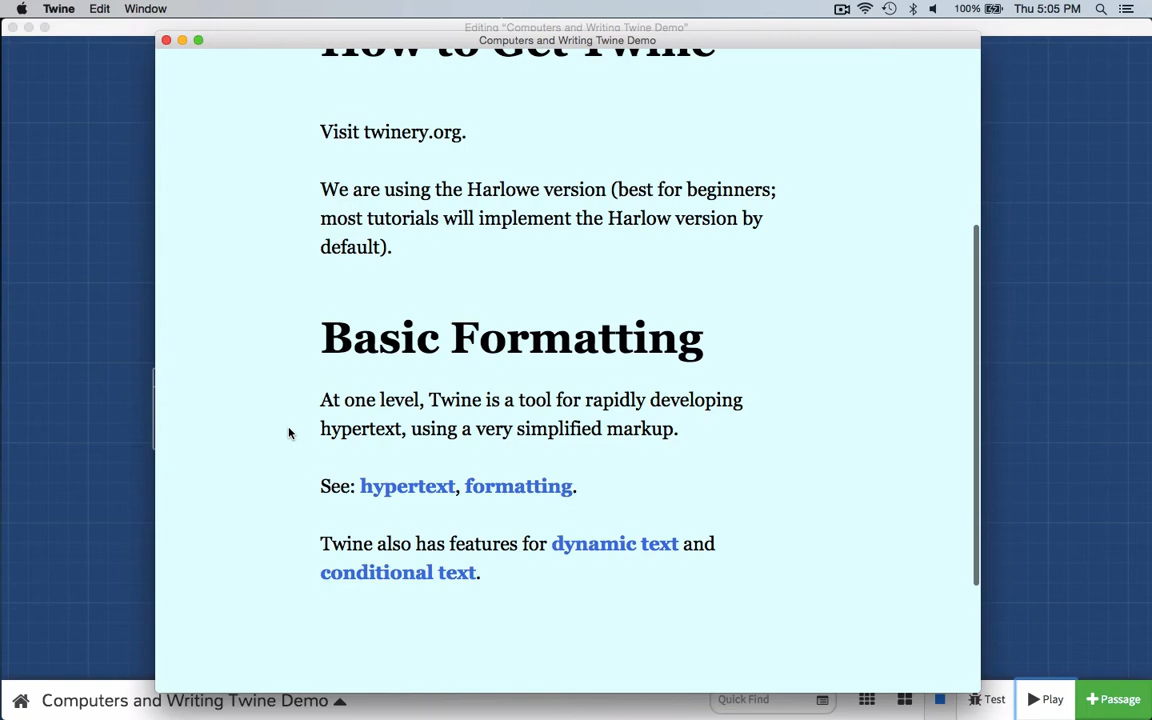 Twine Edit Window 100% Thu 5:05 PM
Editing “Computers and Writing Twine Demo”
Computers and Writing Twine Demo
How to Get Twine
Visit twinery.org.
We are using the Harlowe version (best for beginners;
most tutorials will implement the Harlow version by
default).
Basic Formatting
At one level, Twine is a tool for rapidly developing
hypertext, using a very simplified markup.
See: hypertext, formatting.
Twine also has features for dynamic text and
conditional text.
Computers and Writing Twine Demo Quick Find Test Play +Passage